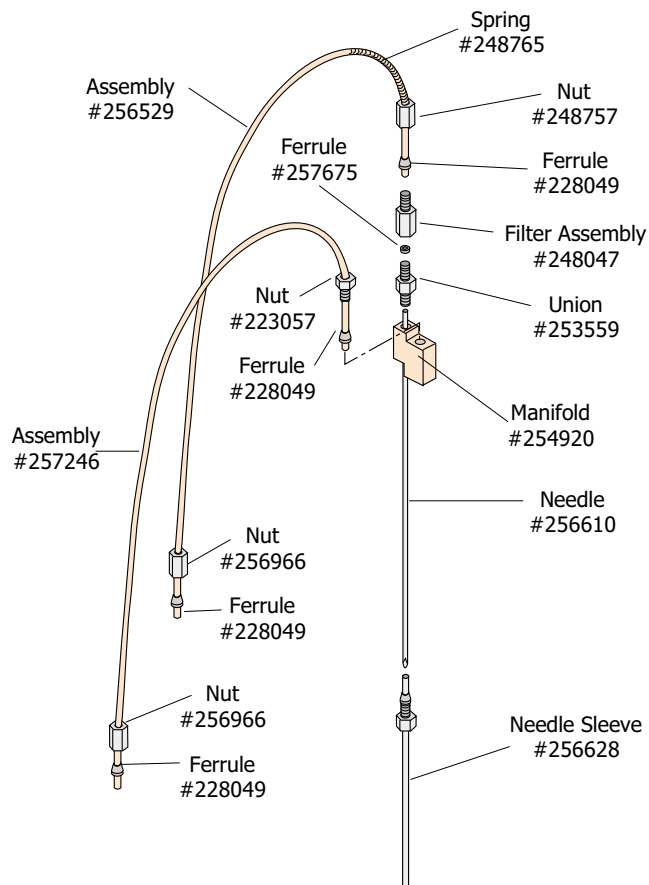 Spring
#248765
Assembly
#256529
Nut
#248757
Ferrule
#257675
Ferrule
#228049
Filter Assembly
#248047
Nut
#223057
Union
#253559
Ferrule
#228049
Manifold
#254920
Assembly
#257246
Needle
#256610
Nut
#256966
Ferrule
#228049
Nut
#256966
Needle Sleeve
#256628
Ferrule
#228049